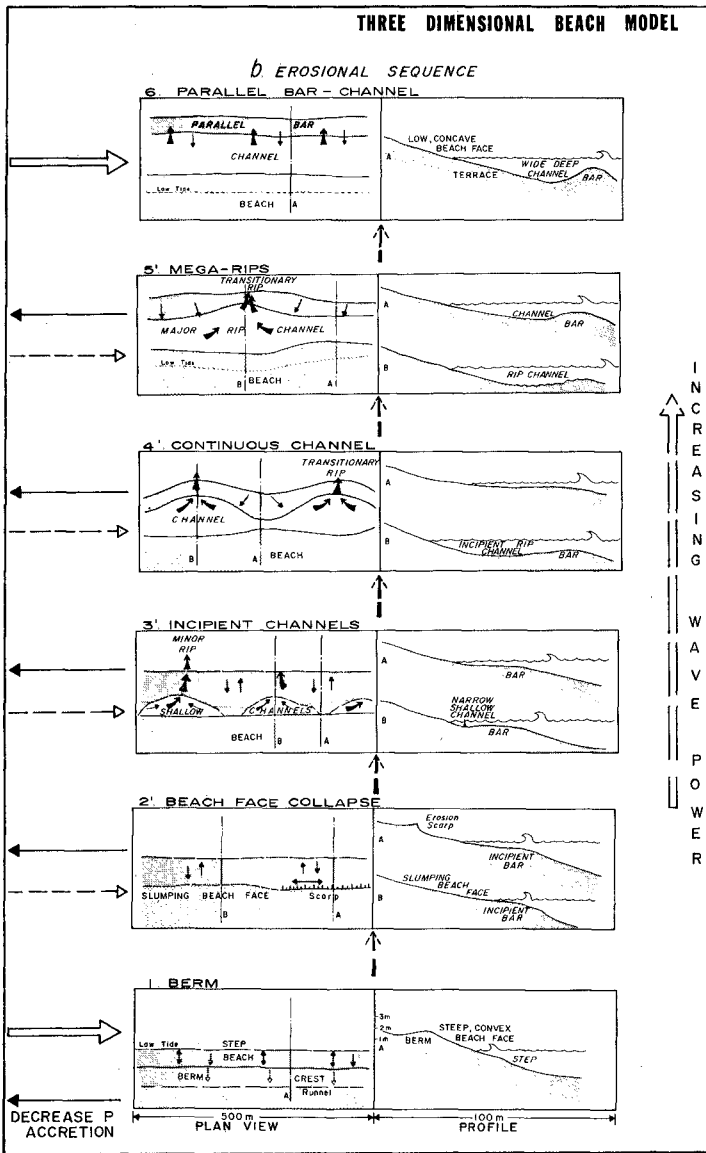 THREE DIMENSIONAL BEACH MODEL
b. EROSIONAL SEQUENCE
6. PARALLEL BAR - CHANNEL
PARALLEL BAR
CHANNEL
Low Tide
BEACH A
A
LOW, CONCAVE
BEACH FACE
TERRACE
WIDE DEEP
CHANNEL
BAR
5'. MEGA-RIPS
TRANSITIONARY
RIP
MAJOR RIP CHANNEL
Low Tide
B BEACH A
A
CHANNEL
BAR
B
RIP CHANNEL
4'. CONTINUOUS CHANNEL
TRANSITIONARY
RIP
CHANNEL
B A BEACH
A
B
INCIPIENT RIP
CHANNEL BAR
3'. INCIPIENT CHANNELS
MINOR
RIP
SHALLOW CHANNELS
BEACH B A
A
BAR
NARROW
SHALLOW
CHANNEL
B
BAR
2'. BEACH FACE COLLAPSE
SLUMPING BEACH FACE Scarp
B A
Erosion
Scarp
A
INCIPIENT
BAR
SLUMPING
BEACH
FACE
B
INCIPIENT
BAR
1. BERM
Low Tide STEP
BEACH
BERM CREST
A Runnel
3m
2m
1m
A
BERM
STEEP, CONVEX
BEACH FACE
STEP
DECREASE P
ACCRETION
500m
PLAN VIEW
100m
PROFILE
INCREASING WAVE POWER